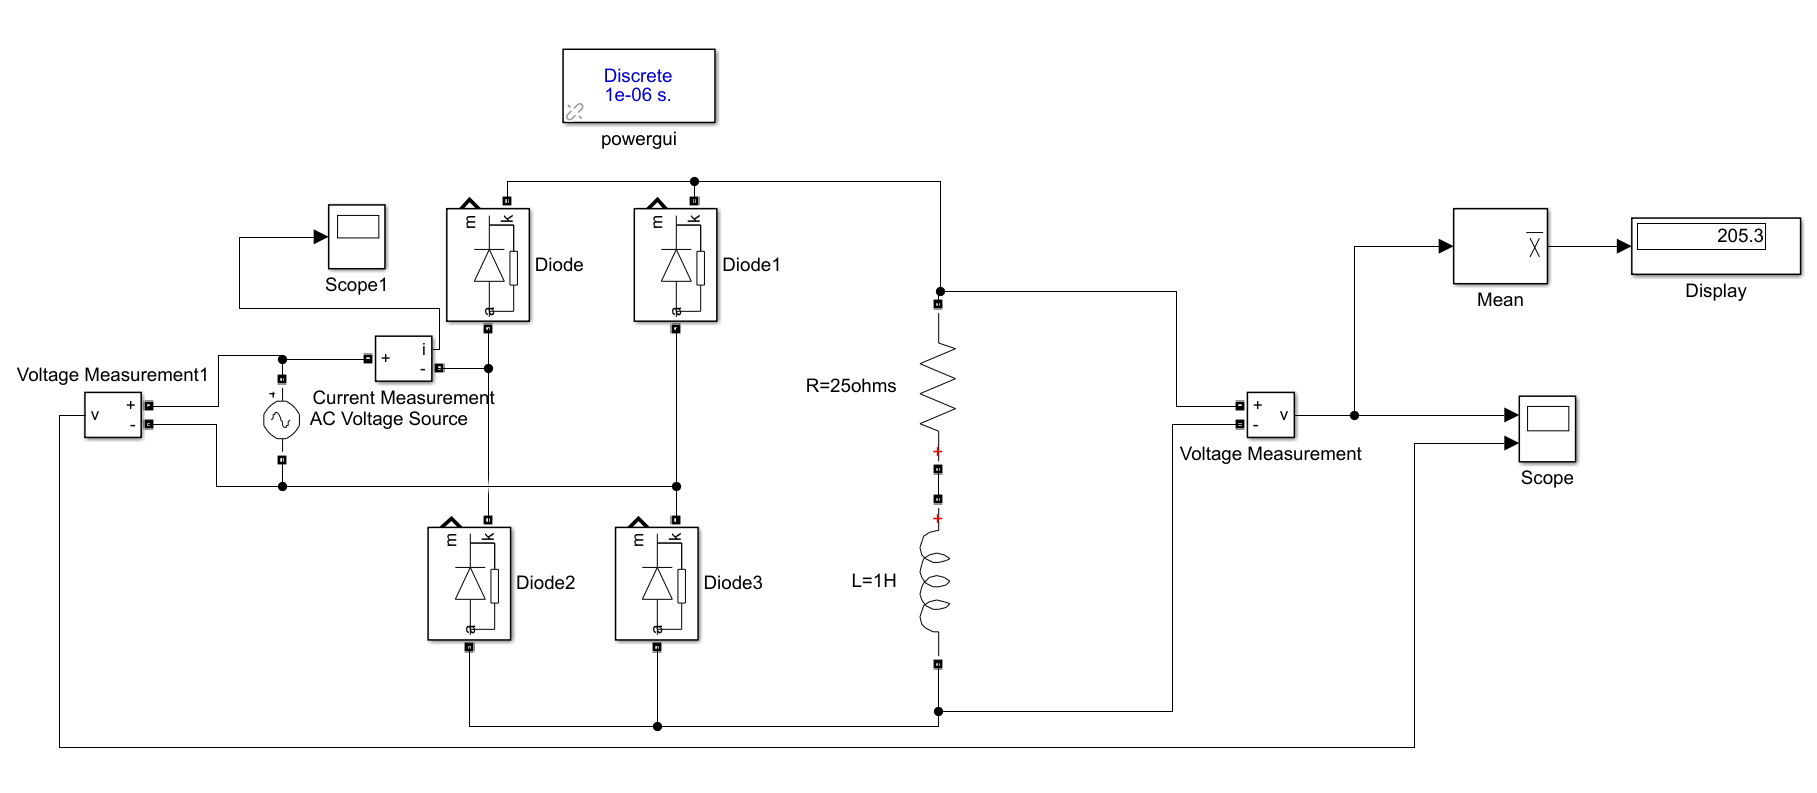 Discrete
1e-06 s.
powergui
m
k
a
Diode
m
k
a
Diode1
Scope1
X
Mean
205.3
Display
+
i
-
Current Measurement
Voltage Measurement1
v
+
-
+
AC Voltage Source
R=25ohms
+
+
+
-
v
Voltage Measurement
Scope
m
k
a
Diode2
m
k
a
Diode3
L=1H